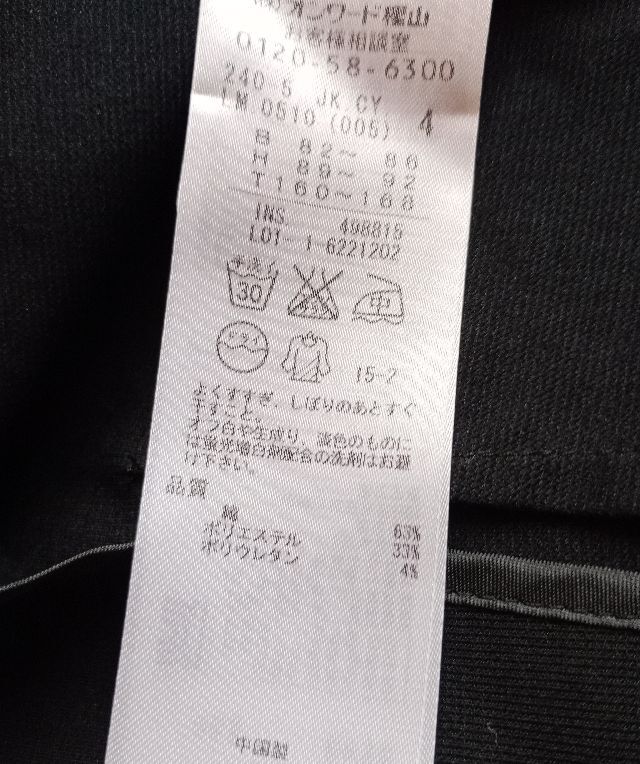 オンワード樫山
お客様相談室
0120-58-6300
240-5 JK.CY
LM 0510 (005) 4
B 82〜 86
H 89〜 92
T 160〜168
INS 498815
L01- 1-6221202
手洗イ
30
中
ドライ
15-2
よくすすぎ、しぼりのあとすぐ
干すこと。
オフ白や生成り、淡色のものに
は蛍光増白剤配合の洗剤はお避
け下さい。
品質
綿 63%
ポリエステル 33%
ポリウレタン 4%
中国製